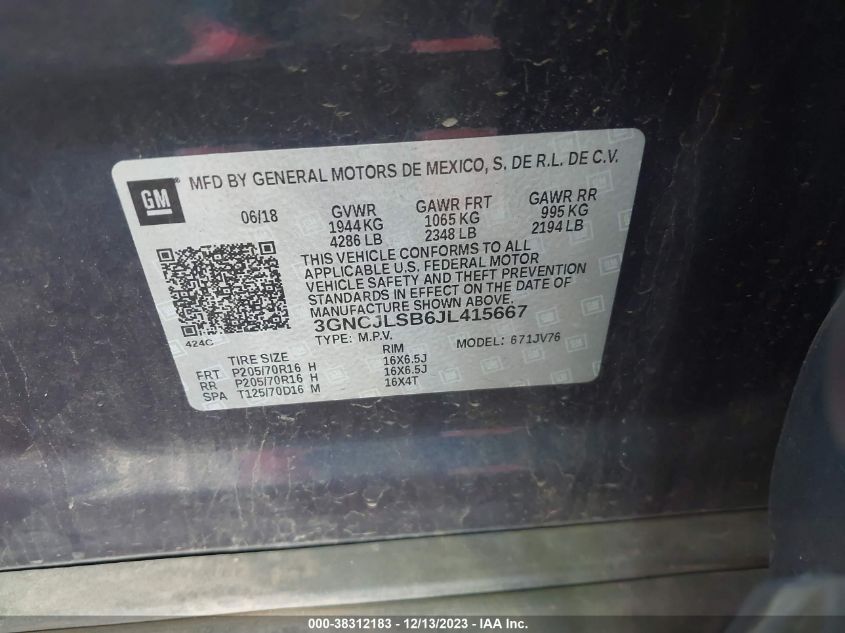 GM
MFD BY GENERAL MOTORS DE MEXICO, S. DE R.L. DE C.V.
06/18 GVWR GAWR FRT GAWR RR
1944 KG 1065 KG 995 KG
4286 LB 2348 LB 2194 LB
THIS VEHICLE CONFORMS TO ALL
APPLICABLE U.S. FEDERAL MOTOR
VEHICLE SAFETY AND THEFT PREVENTION
STANDARDS IN EFFECT ON THE DATE OF
MANUFACTURE SHOWN ABOVE.
3GNCJLSB6JL415667
424C TYPE: M.P.V. MODEL: 671JV76
TIRE SIZE RIM
FRT P205/70R16 H 16X6.5J
RR P205/70R16 H 16X6.5J
SPA T125/70D16 M 16X4T
000-38312183 - 12/13/2023 - IAA Inc.